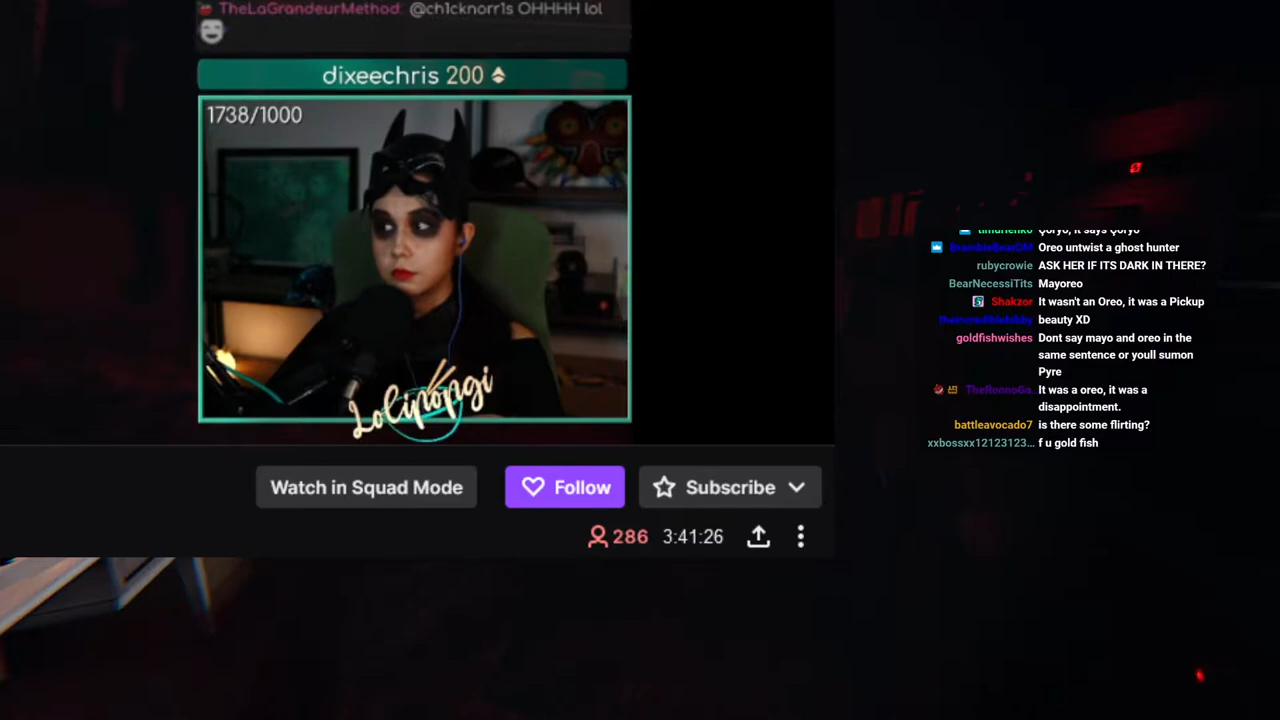 TheLaGrandeurMethod: @ch1cknorr1s OHHHH lol
dixeechris 200
1738/1000
Lolipopgi
Watch in Squad Mode
Follow
Subscribe
286 3:41:26
BrambleBearDM Oreo untwist a ghost hunter
rubycrowie ASK HER IF ITS DARK IN THERE?
BearNecessiTits Mayoreo
Shakzor It wasn't an Oreo, it was a Pickup
beauty XD
goldfishwishes Dont say mayo and oreo in the
same sentence or youll sumon
Pyre
It was a oreo, it was a
disappointment.
battleavocado7 is there some flirting?
xxbossxx12123123... f u gold fish